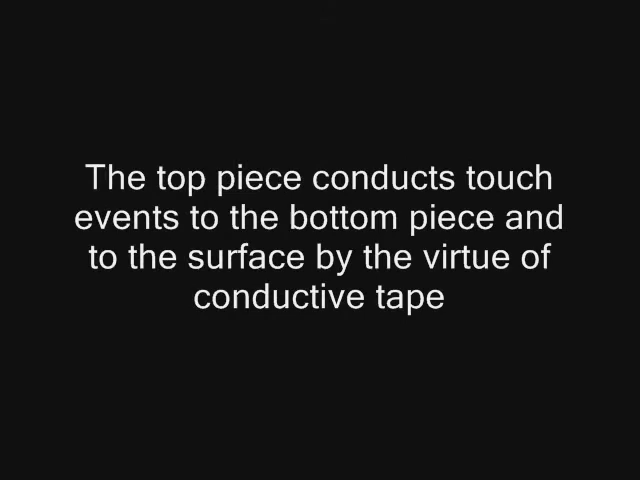 The top piece conducts touch
events to the bottom piece and
to the surface by the virtue of
conductive tape